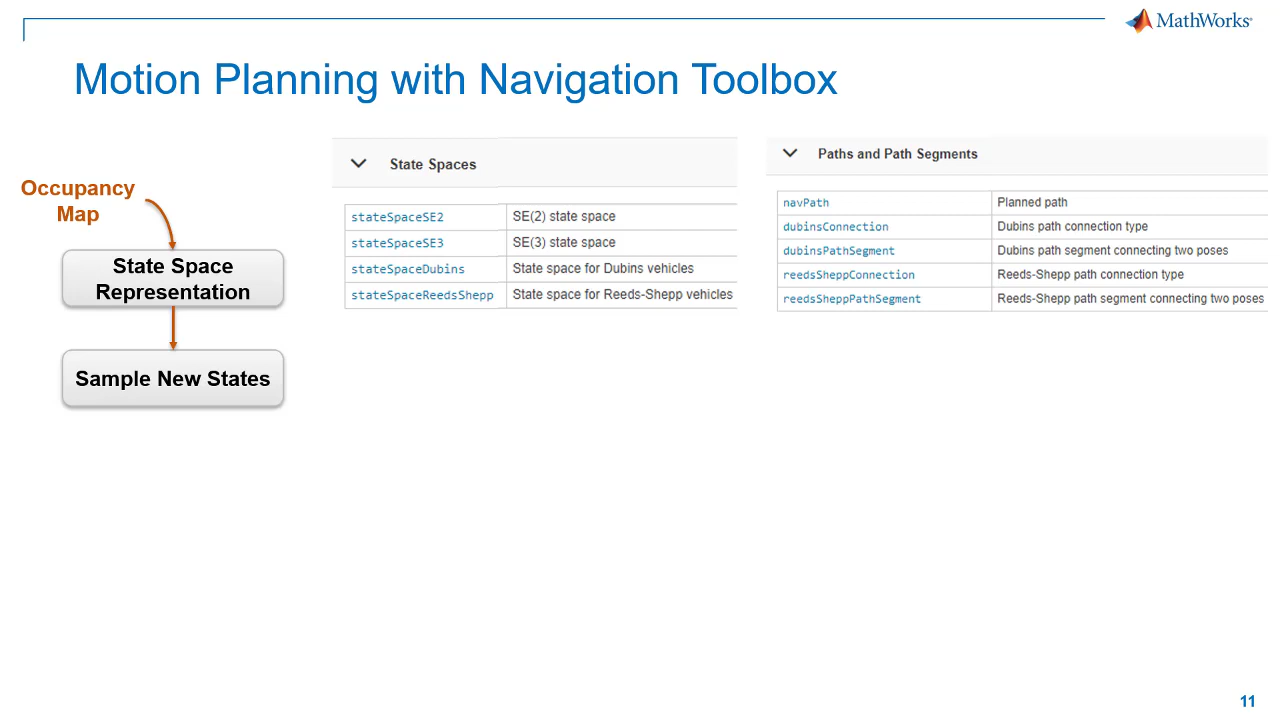 MathWorks
Motion Planning with Navigation Toolbox
Occupancy
Map
State Space
Representation
Sample New States
State Spaces
stateSpaceSE2 SE(2) state space
stateSpaceSE3 SE(3) state space
stateSpaceDubins State space for Dubins vehicles
stateSpaceReedsShepp State space for Reeds-Shepp vehicles
Paths and Path Segments
navPath Planned path
dubinsConnection Dubins path connection type
dubinsPathSegment Dubins path segment connecting two poses
reedsSheppConnection Reeds-Shepp path connection type
reedsSheppPathSegment Reeds-Shepp path segment connecting two poses
11